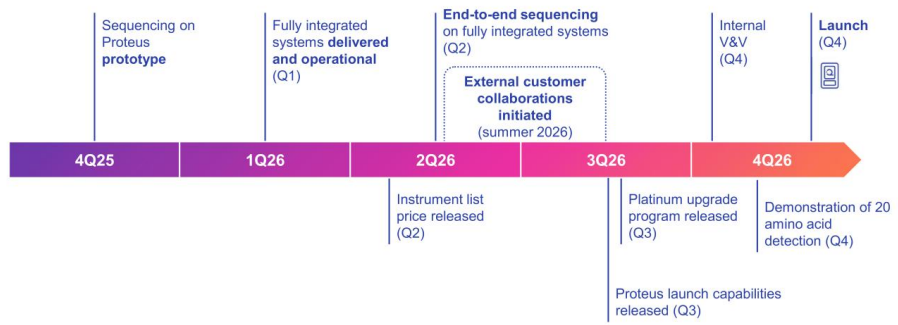 Sequencing on
Proteus
prototype
Fully integrated
systems delivered
and operational
(Q1)
End-to-end sequencing
on fully integrated systems
(Q2)
External customer
collaborations
initiated
(summer 2026)
Internal
V&V
(Q4)
Launch
(Q4)
4Q25
1Q26
2Q26
3Q26
4Q26
Instrument list
price released
(Q2)
Platinum upgrade
program released
(Q3)
Demonstration of 20
amino acid
detection (Q4)
Proteus launch capabilities
released (Q3)